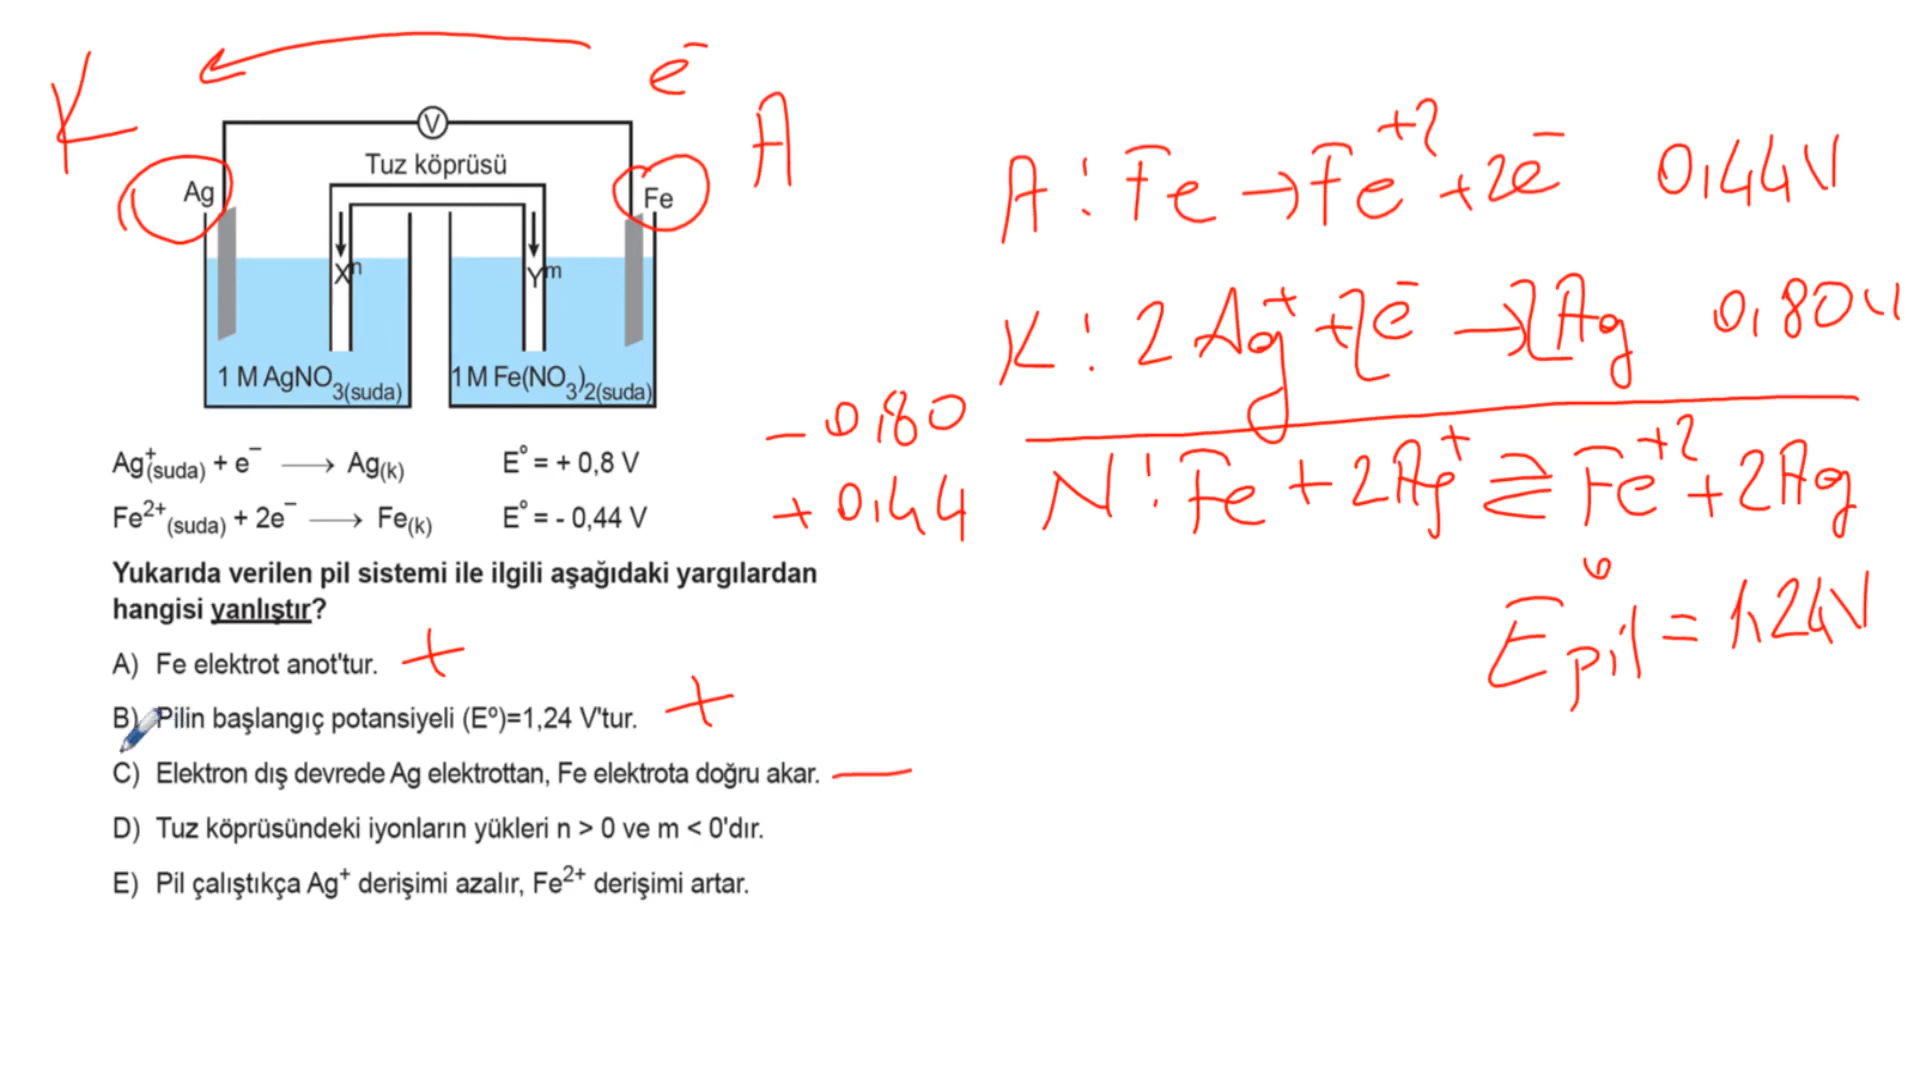 K
e⁻
A
V
Tuz köprüsü
Ag
Fe
Xⁿ
Yᵐ
1 M AgNO₃(suda)
1 M Fe(NO₃)₂(suda)
Ag⁺(suda) + e⁻ ⟶ Ag(k) E° = + 0,8 V
Fe²⁺(suda) + 2e⁻ ⟶ Fe(k) E° = - 0,44 V
Yukarıda verilen pil sistemi ile ilgili aşağıdaki yargılardan
hangisi yanlıştır?
A) Fe elektrot anot'tur. +
B) Pilin başlangıç potansiyeli (Eº)=1,24 V'tur. +
C) Elektron dış devrede Ag elektrottan, Fe elektrota doğru akar. —
D) Tuz köprüsündeki iyonların yükleri n > 0 ve m < 0'dır.
E) Pil çalıştıkça Ag⁺ derişimi azalır, Fe²⁺ derişimi artar.
A: Fe → Fe⁺² + 2e⁻ 0,44V
K: 2Ag⁺ + 2e⁻ → 2Ag 0,80V
- 0,80
+ 0,44
N: Fe + 2Ag⁺ ⇄ Fe⁺² + 2Ag
E°pil = 1,24V